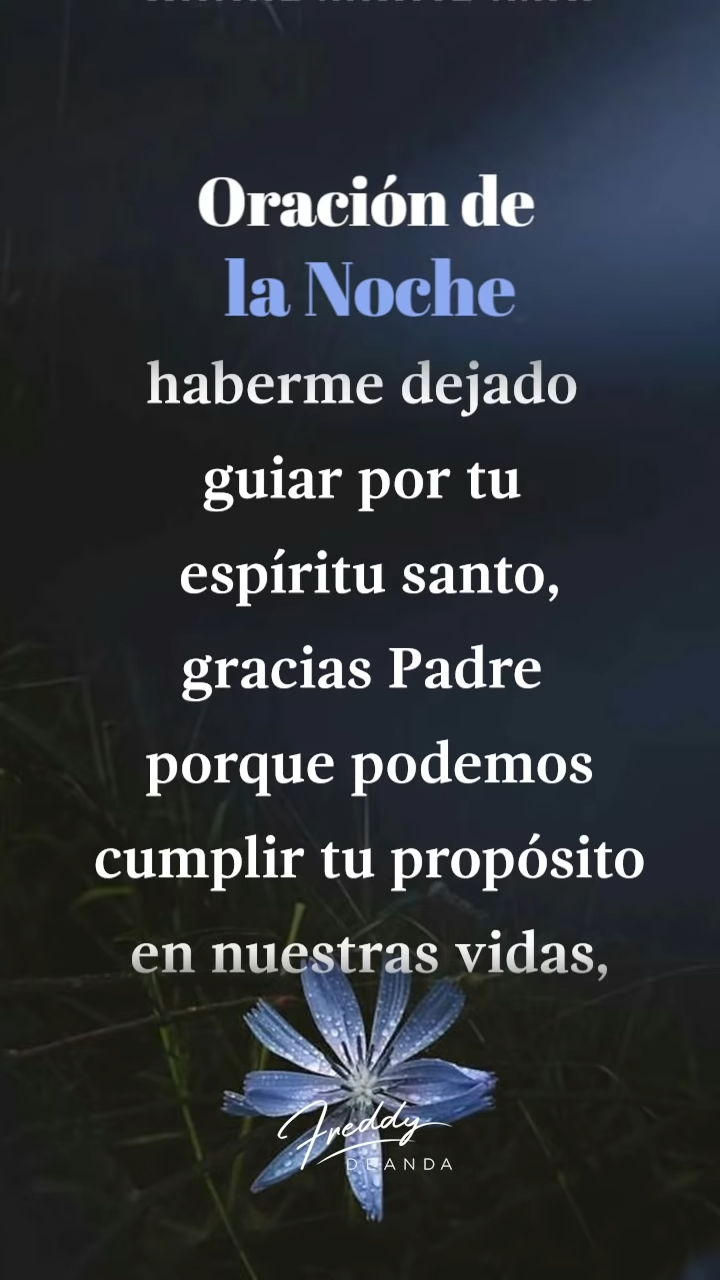 Oración de
la Noche
haberme dejado
guiar por tu
espíritu santo,
gracias Padre
porque podemos
cumplir tu propósito
en nuestras vidas,
Freddy
DEANDA